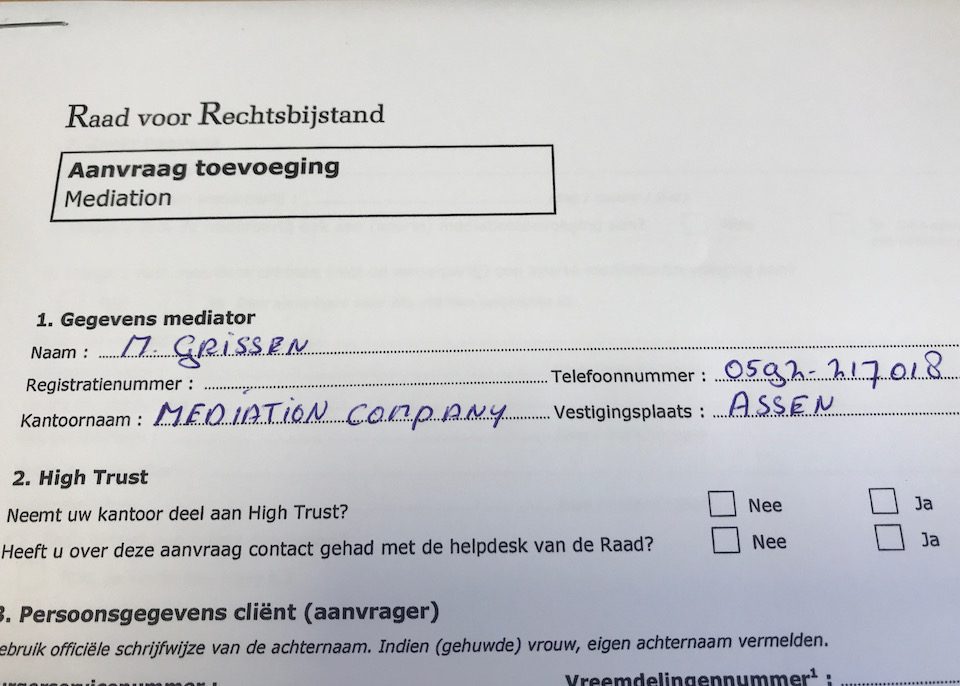 Raad voor Rechtsbijstand
Aanvraag toevoeging
Mediation
1. Gegevens mediator
Naam : M. GRISSEN
Registratienummer : Telefoonnummer : 0592-217018
Kantoornaam : MEDIATION COMPANY Vestigingsplaats : ASSEN
2. High Trust
Neemt uw kantoor deel aan High Trust? Nee Ja
Heeft u over deze aanvraag contact gehad met de helpdesk van de Raad? Nee Ja
3. Persoonsgegevens cliënt (aanvrager)
ebruik officiële schrijfwijze van de achternaam. Indien (gehuwde) vrouw, eigen achternaam vermelden.
urgerservicenummer : Vreemdelingennummer¹ :